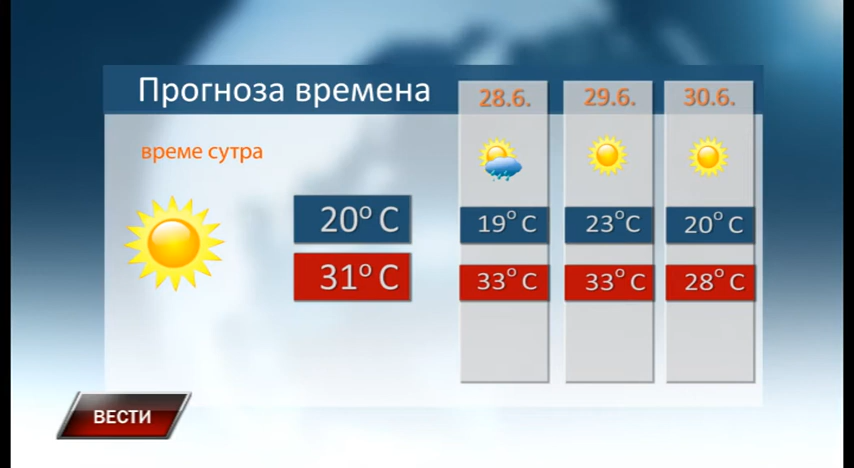 Прогноза времена
време сутра
20° C
31° C
28.6. 29.6. 30.6.
19° C 23°C 20° C
33° C 33° C 28° C
ВЕСТИ